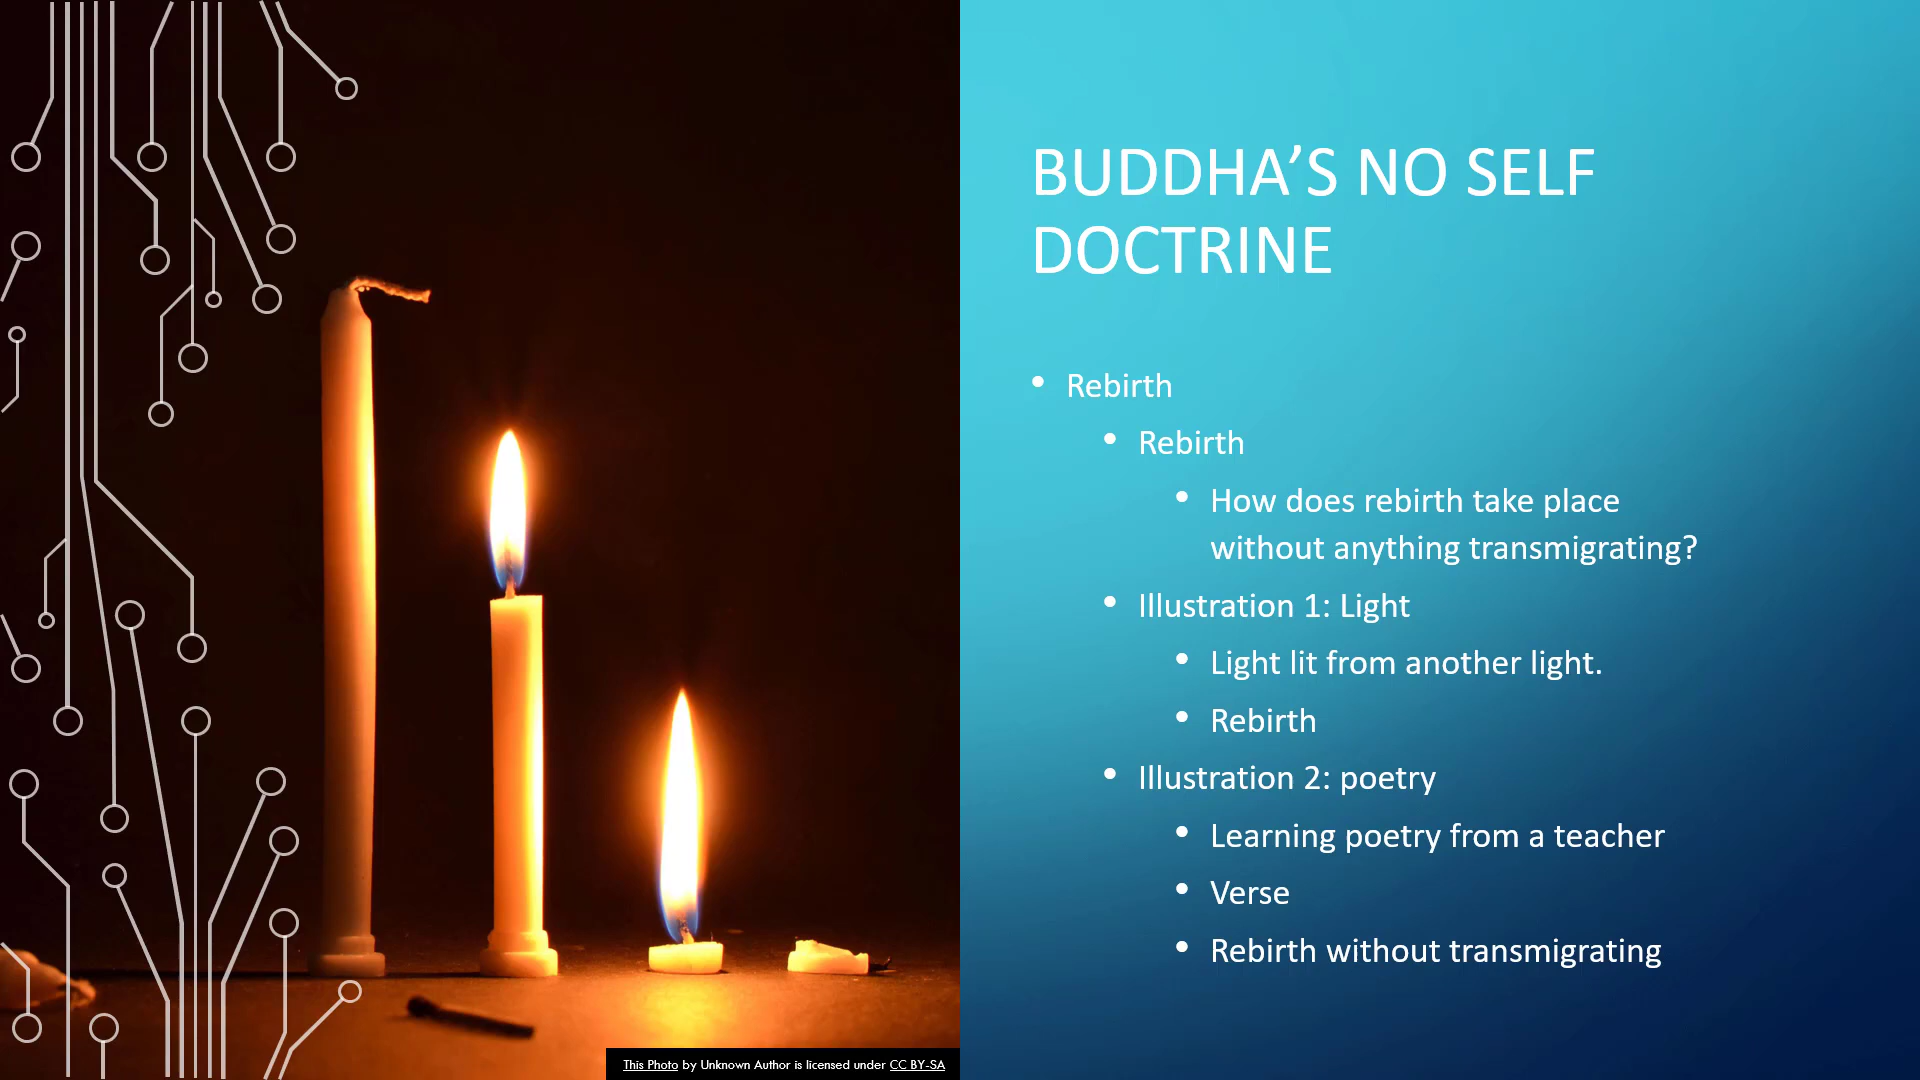 BUDDHA’S NO SELF
DOCTRINE
• Rebirth
• Rebirth
• How does rebirth take place
without anything transmigrating?
• Illustration 1: Light
• Light lit from another light.
• Rebirth
• Illustration 2: poetry
• Learning poetry from a teacher
• Verse
• Rebirth without transmigrating
This Photo by Unknown Author is licensed under CC BY-SA